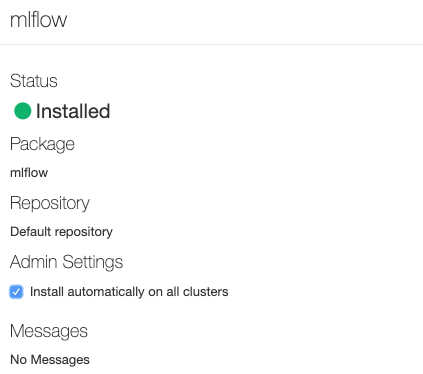 mlflow
Status
Installed
Package
mlflow
Repository
Default repository
Admin Settings
Install automatically on all clusters
Messages
No Messages